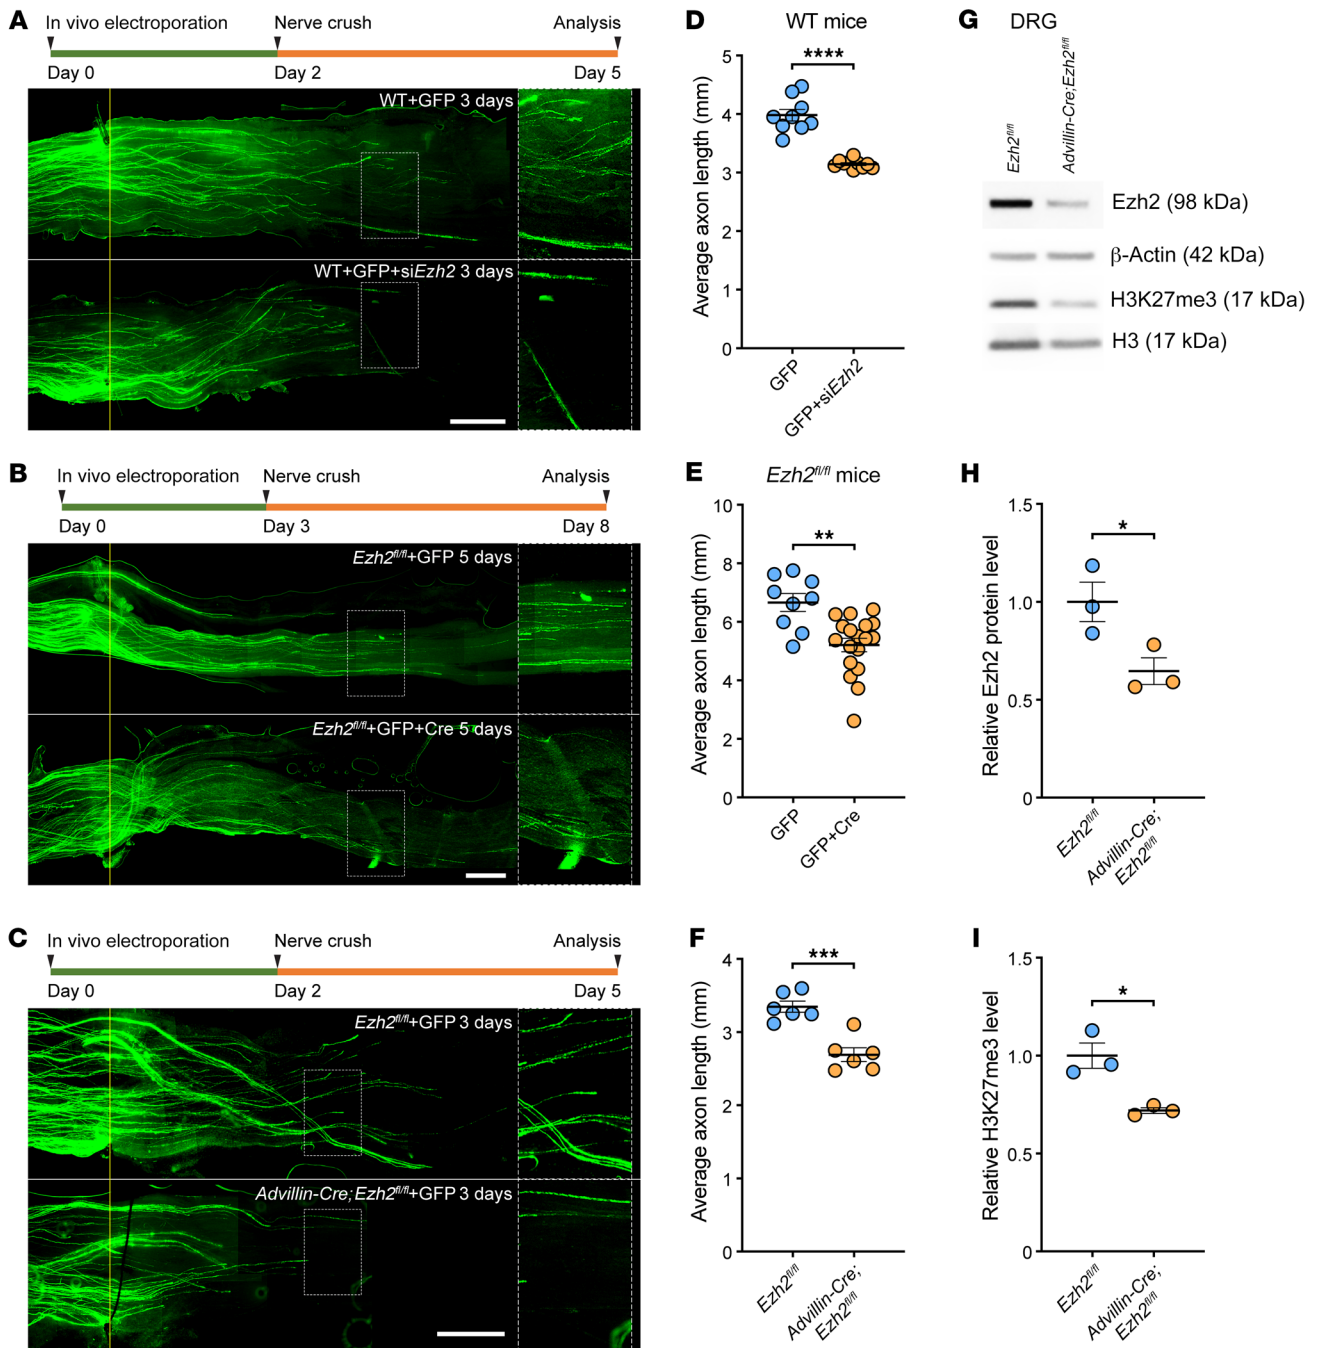 A
In vivo electroporation
Nerve crush
Analysis
Day 0
Day 2
Day 5
WT+GFP 3 days
WT+GFP+siEzh2 3 days
B
In vivo electroporation
Nerve crush
Analysis
Day 0
Day 3
Day 8
Ezh2fl/fl+GFP 5 days
Ezh2fl/fl+GFP+Cre 5 days
C
In vivo electroporation
Nerve crush
Analysis
Day 0
Day 2
Day 5
Ezh2fl/fl+GFP 3 days
Advillin-Cre;Ezh2fl/fl+GFP 3 days
D
WT mice
Average axon length (mm)
5
4
3
2
1
0
****
GFP
GFP+siEzh2
E
Ezh2fl/fl mice
Average axon length (mm)
10
8
6
4
2
0
**
GFP
GFP+Cre
F
Average axon length (mm)
4
3
2
1
0
***
Ezh2fl/fl
Advillin-Cre;
Ezh2fl/fl
G
DRG
Ezh2fl/fl
Advillin-Cre;Ezh2fl/fl
Ezh2 (98 kDa)
β-Actin (42 kDa)
H3K27me3 (17 kDa)
H3 (17 kDa)
H
Relative Ezh2 protein level
1.5
1.0
0.5
0
*
Ezh2fl/fl
Advillin-Cre;
Ezh2fl/fl
I
Relative H3K27me3 level
1.5
1.0
0.5
0
*
Ezh2fl/fl
Advillin-Cre;
Ezh2fl/fl